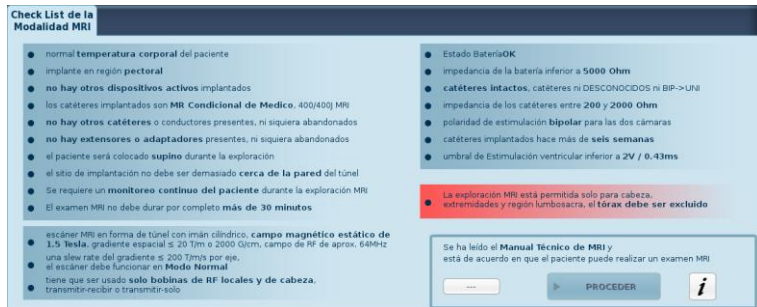 Check List de la
Modalidad MRI
normal temperatura corporal del paciente
implante en región pectoral
no hay otros dispositivos activos implantados
los catéteres implantados son MR Condicional de Medico, 400/400J MRI
no hay otros catéteres o conductores presentes, ni siquiera abandonados
no hay extensores o adaptadores presentes, ni siquiera abandonados
el paciente será colocado supino durante la exploración
el sitio de implantación no debe ser demasiado cerca de la pared del túnel
Se requiere un monitoreo continuo del paciente durante la exploración MRI
El examen MRI no debe durar por completo más de 30 minutos
escáner MRI en forma de túnel con imán cilíndrico, campo magnético estático de
1.5 Tesla, gradiente espacial ≤ 20 T/m o 2000 G/cm, campo de RF de aprox. 64MHz
una slew rate del gradiente ≤ 200 T/m/s por eje,
el escáner debe funcionar en Modo Normal
tiene que ser usado solo bobinas de RF locales y de cabeza,
transmitir-recibir o transmitir-solo
Estado BateríaOK
impedancia de la batería inferior a 5000 Ohm
catéteres intactos, catéteres ni DESCONOCIDOS ni BIP->UNI
impedancia de los catéteres entre 200 y 2000 Ohm
polaridad de estimulación bipolar para las dos cámaras
catéteres implantados hace más de seis semanas
umbral de Estimulación ventricular inferior a 2V / 0.43ms
La exploración MRI está permitida solo para cabeza,
extremidades y región lumbosacra, el tórax debe ser excluido
Se ha leído el Manual Técnico de MRI y
está de acuerdo en que el paciente puede realizar un examen MRI
---
PROCEDER
i